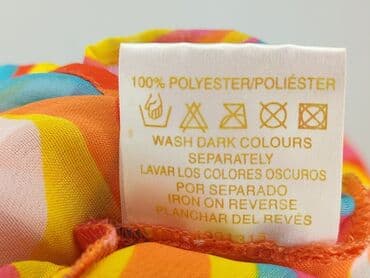 100% POLYESTER/POLIÉSTER
WASH DARK COLOURS
SEPARATELY
LAVAR LOS COLORES OSCUROS
POR SEPARADO
IRON ON REVERSE
PLANCHAR DEL REVÉS